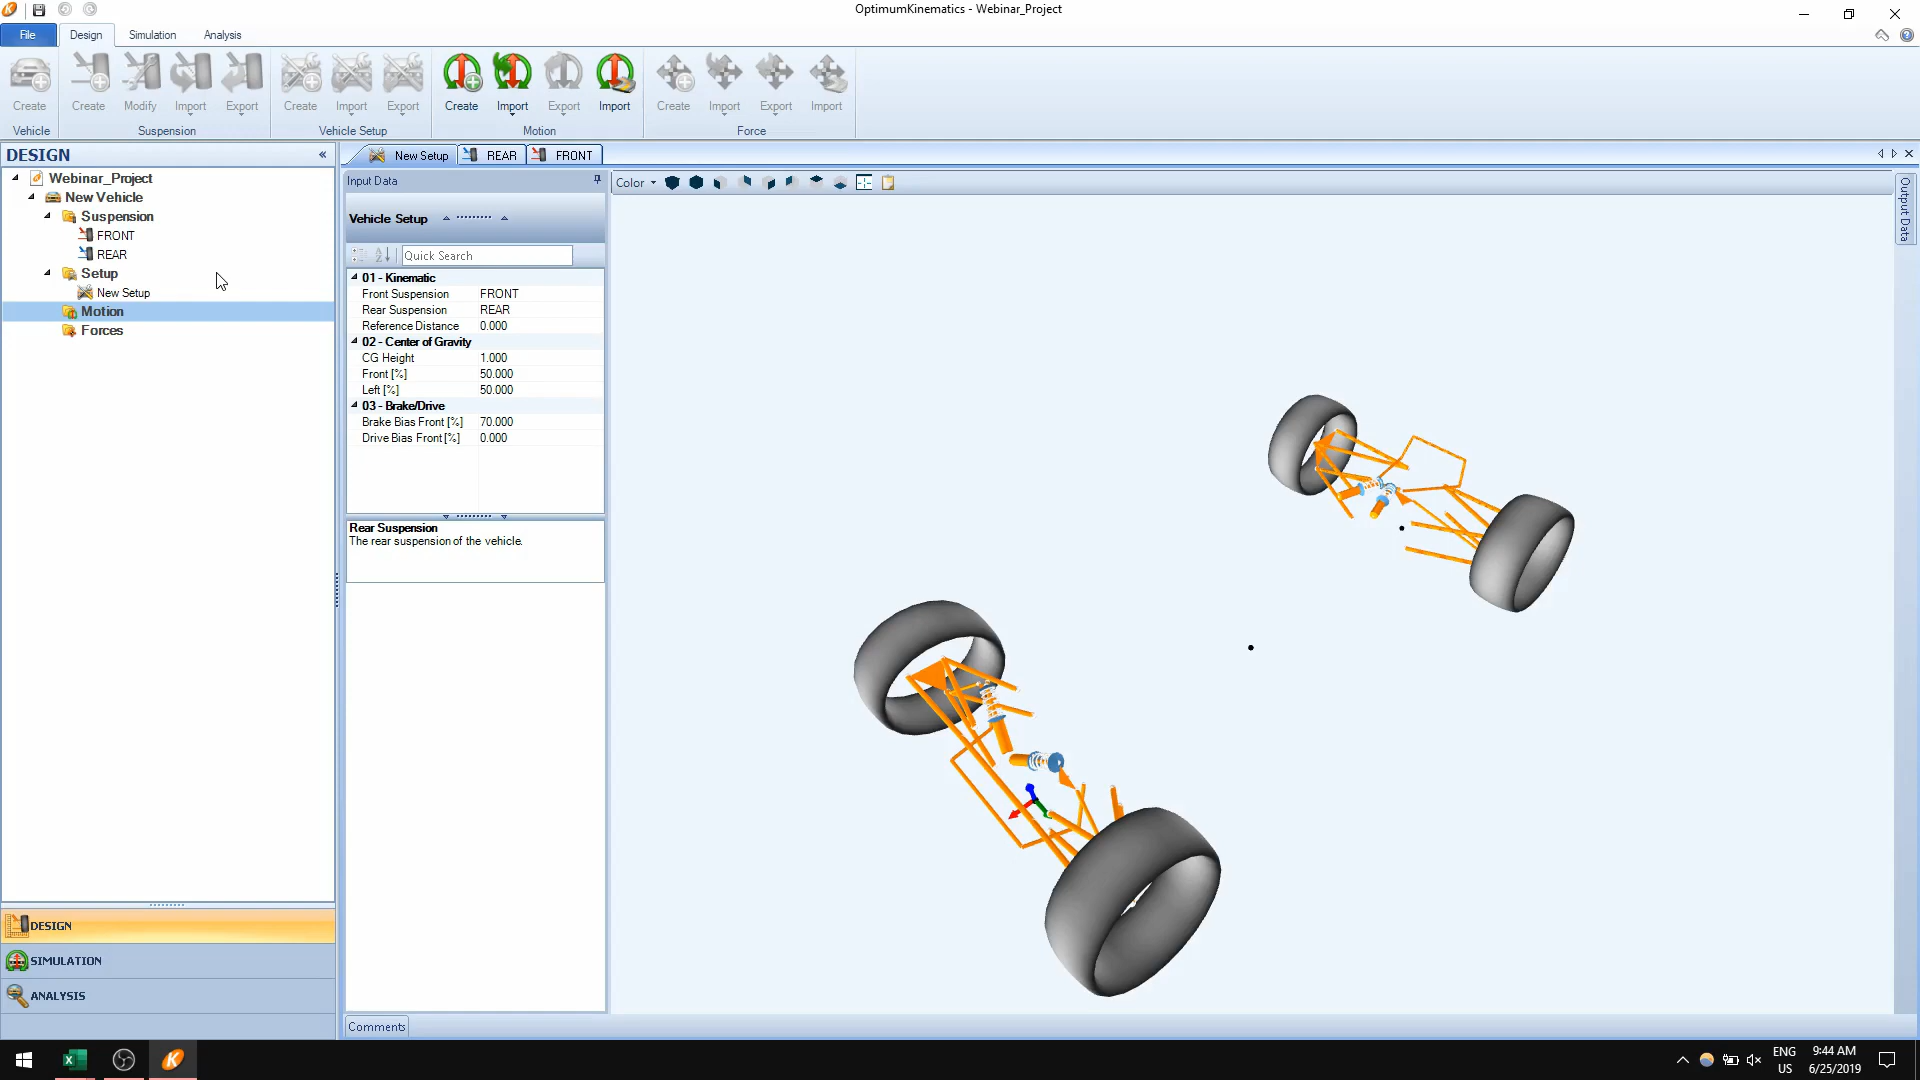 OptimumKinematics - Webinar_Project
File Design Simulation Analysis
Create Create Modify Import Export Create Import Export Create Import Export Import Create Import Export Import
Vehicle Suspension Vehicle Setup Motion Force
DESIGN «
New Setup REAR FRONT
Webinar_Project
New Vehicle
Suspension
FRONT
REAR
Setup
New Setup
Motion
Forces
DESIGN
SIMULATION
ANALYSIS
Input Data
Vehicle Setup
Quick Search
01 - Kinematic
Front Suspension FRONT
Rear Suspension REAR
Reference Distance 0.000
02 - Center of Gravity
CG Height 1.000
Front [%] 50.000
Left [%] 50.000
03 - Brake/Drive
Brake Bias Front [%] 70.000
Drive Bias Front [%] 0.000
Rear Suspension
The rear suspension of the vehicle.
Comments
Color
Output Data
ENG
US
9:44 AM
6/25/2019